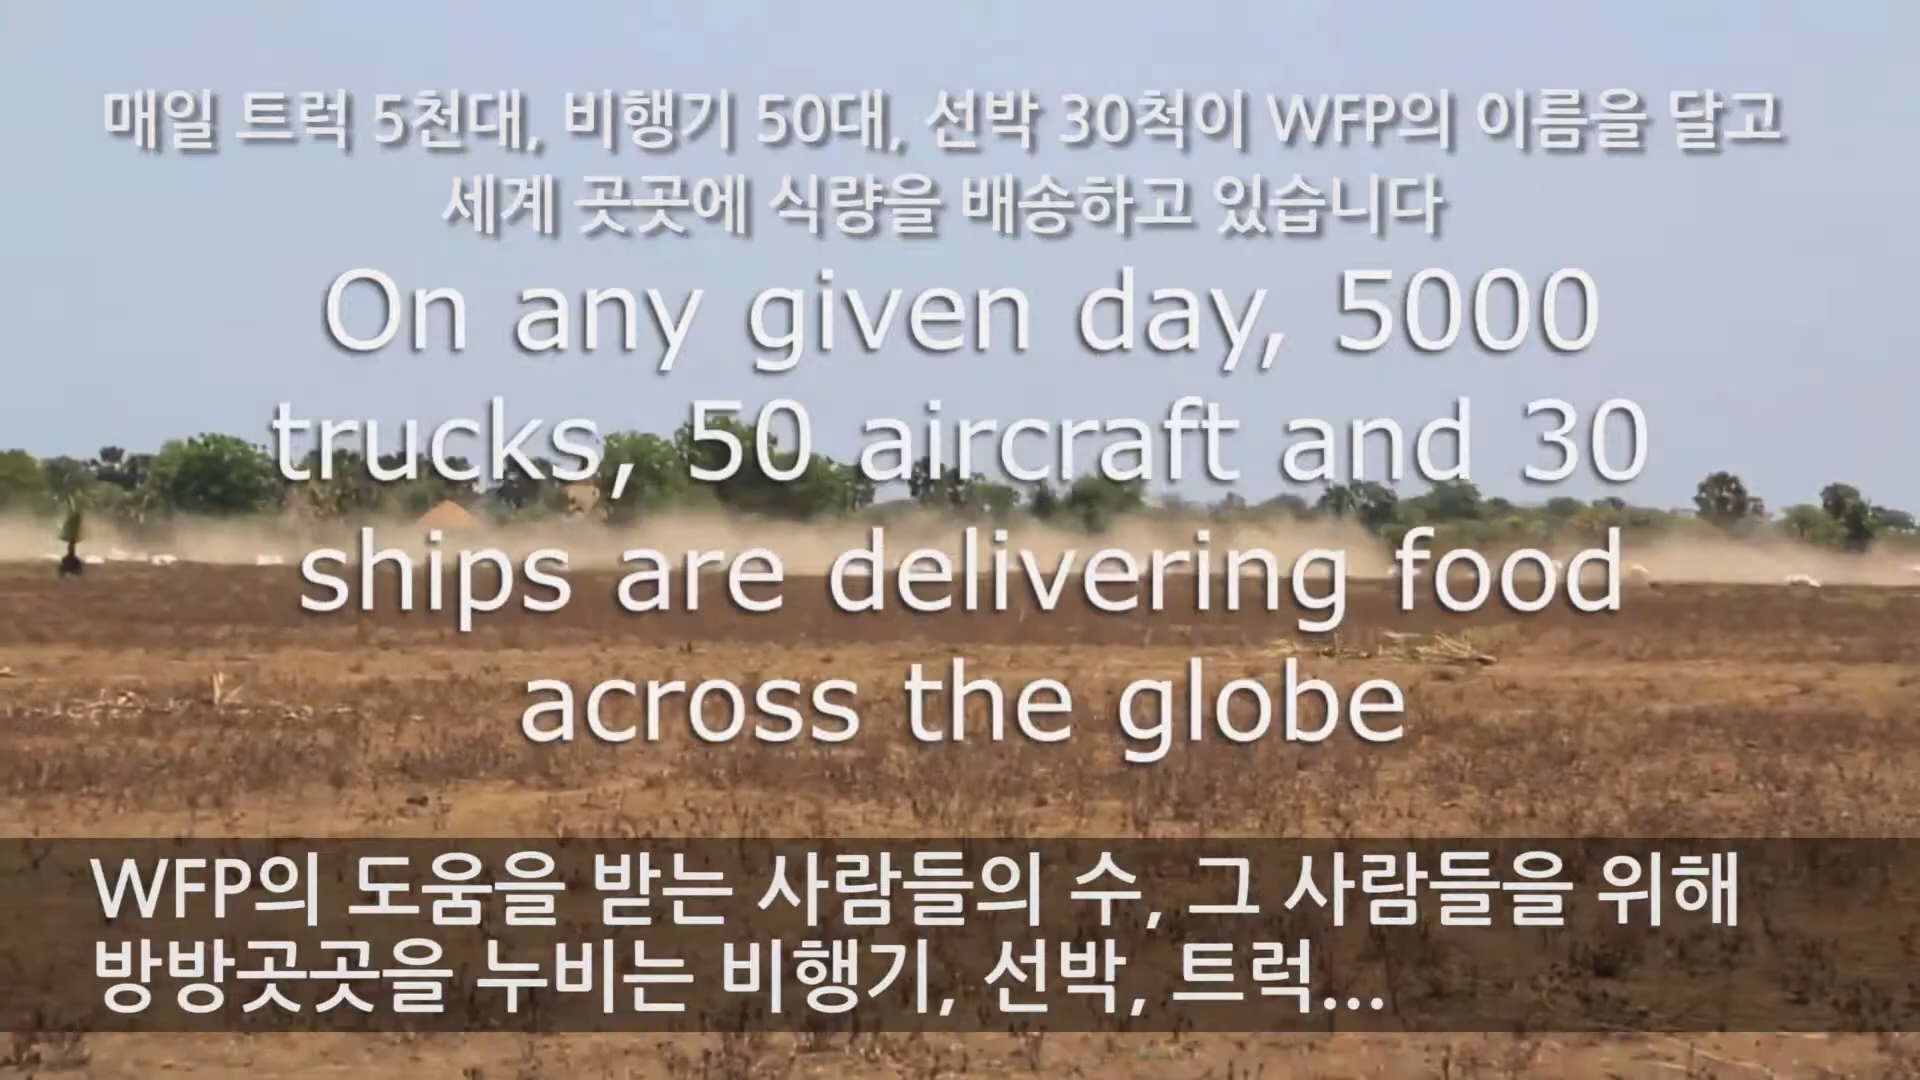 매일 트럭 5천대, 비행기 50대, 선박 30척이 WFP의 이름을 달고
세계 곳곳에 식량을 배송하고 있습니다
On any given day, 5000
trucks, 50 aircraft and 30
ships are delivering food
across the globe
WFP의 도움을 받는 사람들의 수, 그 사람들을 위해
방방곳곳을 누비는 비행기, 선박, 트럭...